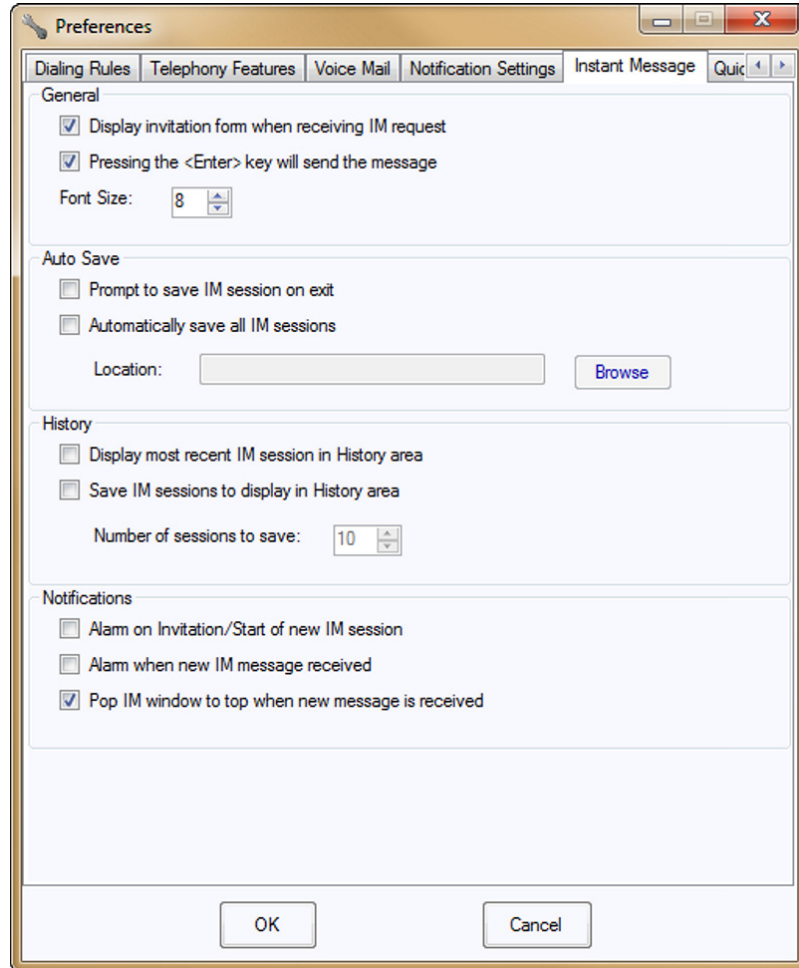 Preferences
Dialing Rules Telephony Features Voice Mail Notification Settings Instant Message Quic
General
Display invitation form when receiving IM request
Pressing the <Enter> key will send the message
Font Size: 8
Auto Save
Prompt to save IM session on exit
Automatically save all IM sessions
Location: Browse
History
Display most recent IM session in History area
Save IM sessions to display in History area
Number of sessions to save: 10
Notifications
Alarm on Invitation/Start of new IM session
Alarm when new IM message received
Pop IM window to top when new message is received
OK Cancel